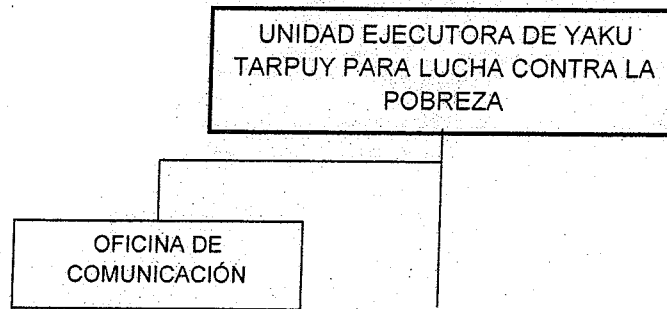 UNIDAD EJECUTORA DE YAKU
TARPUY PARA LUCHA CONTRA LA
POBREZA
OFICINA DE
COMUNICACIÓN